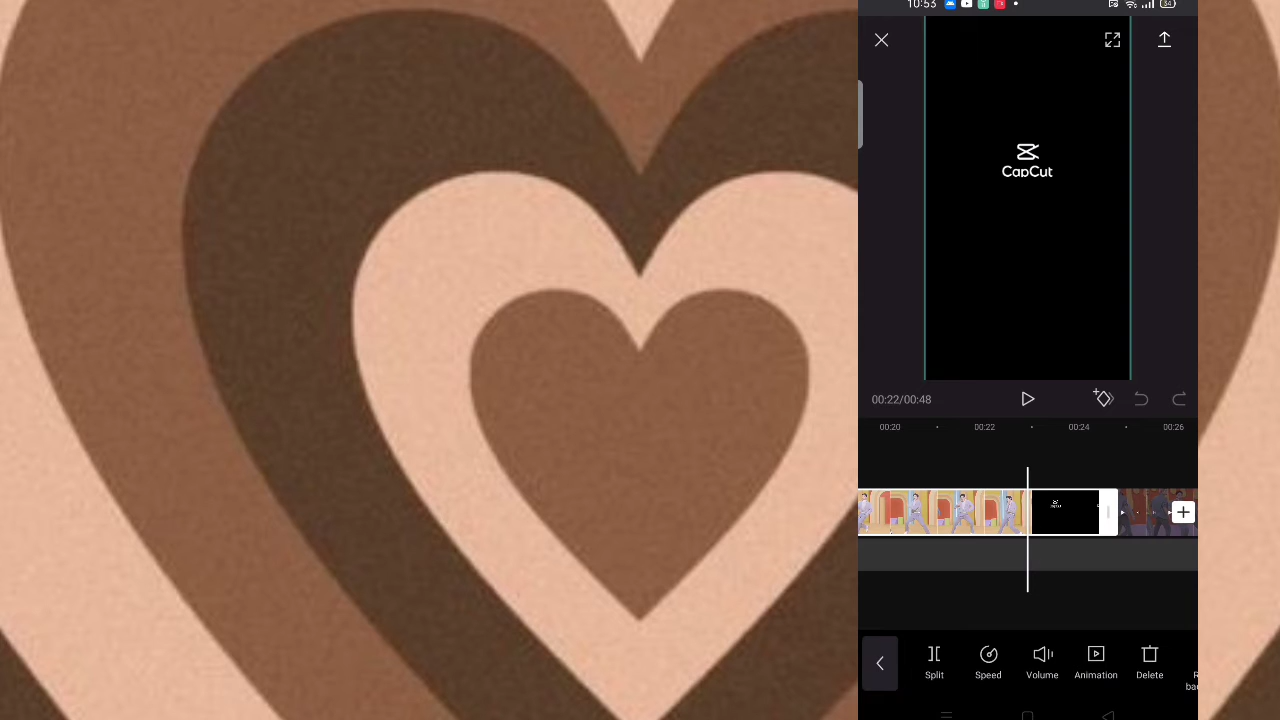 10:53
34
CapCut
00:22/00:48
00:20
00:22
00:24
00:26
Split
Speed
Volume
Animation
Delete